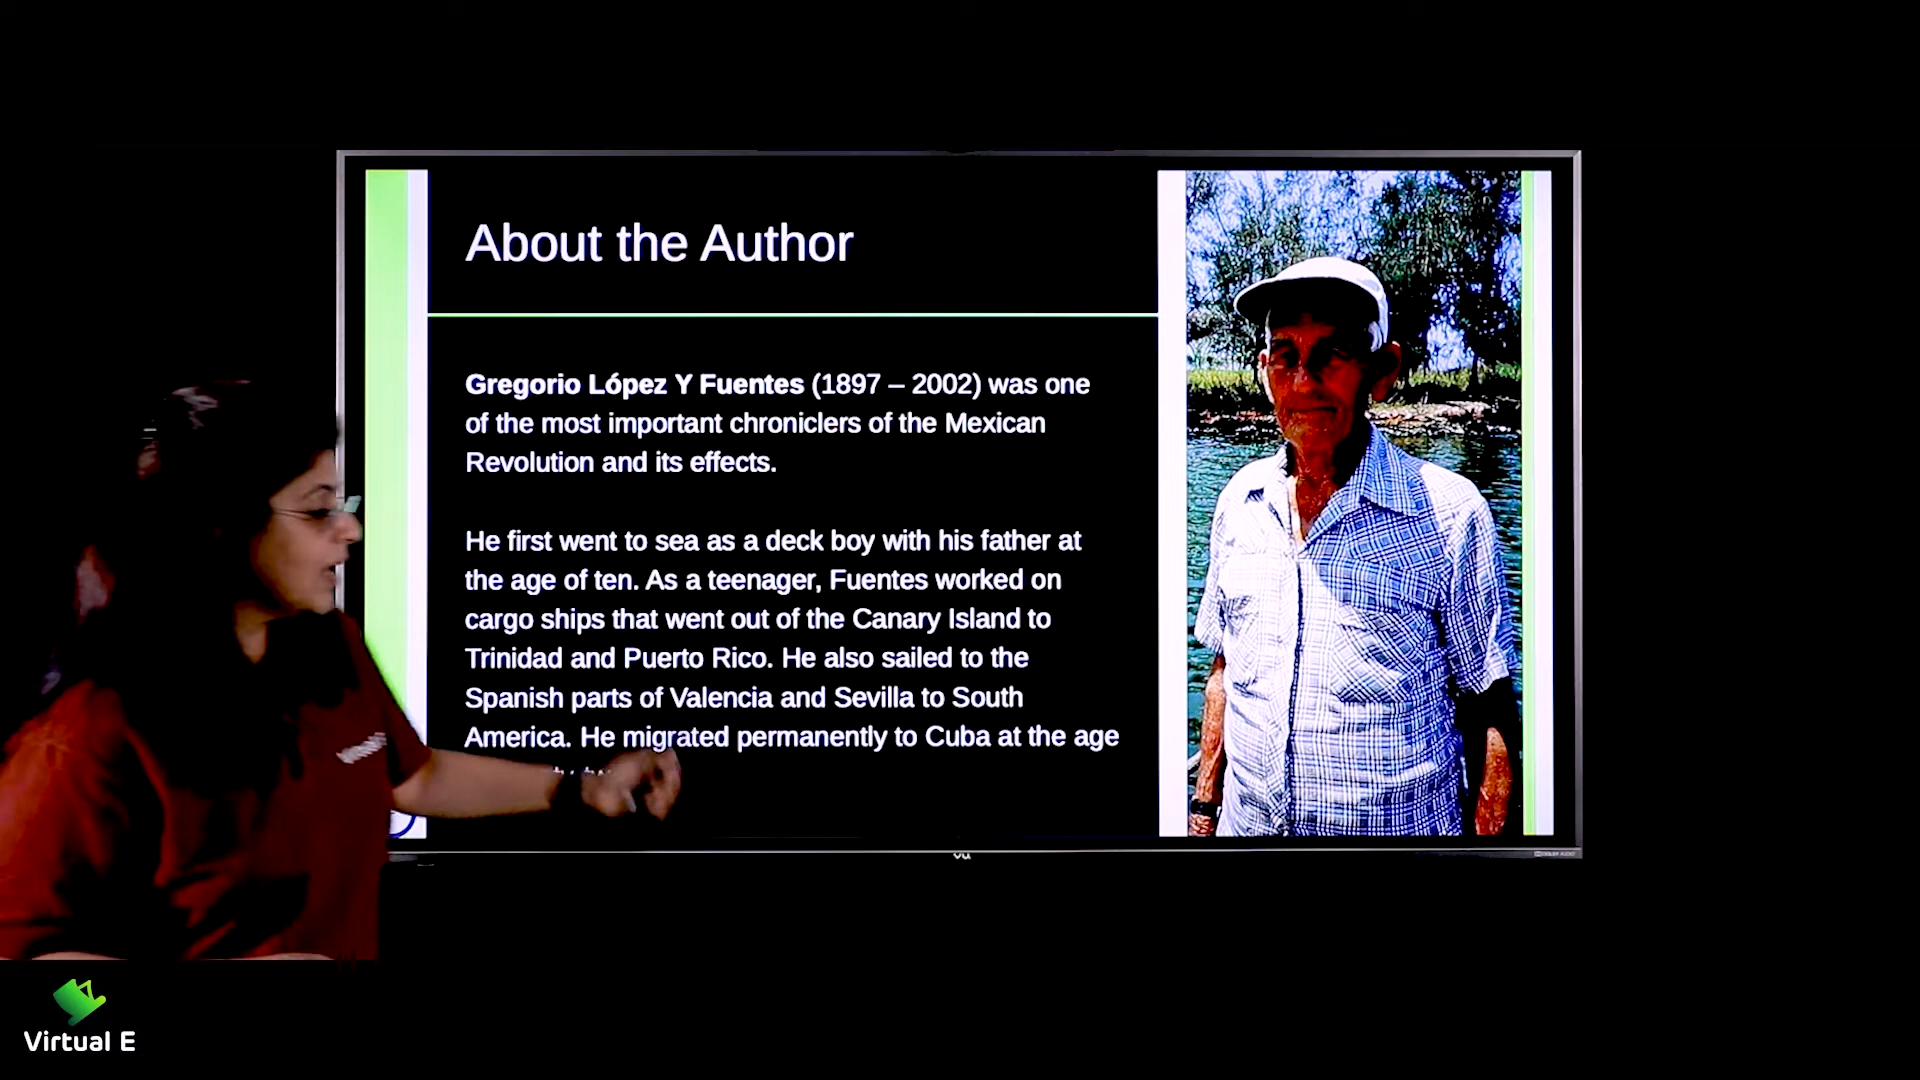 About the Author
Gregorio López Y Fuentes (1897 – 2002) was one
of the most important chroniclers of the Mexican
Revolution and its effects.
He first went to sea as a deck boy with his father at
the age of ten. As a teenager, Fuentes worked on
cargo ships that went out of the Canary Island to
Trinidad and Puerto Rico. He also sailed to the
Spanish parts of Valencia and Sevilla to South
America. He migrated permanently to Cuba at the age
vu
Virtual E